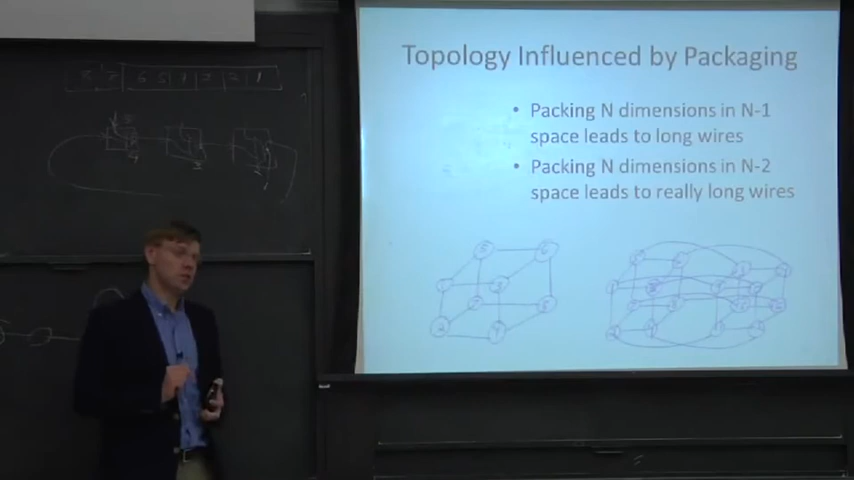 Topology Influenced by Packaging
• Packing N dimensions in N-1
space leads to long wires
• Packing N dimensions in N-2
space leads to really long wires